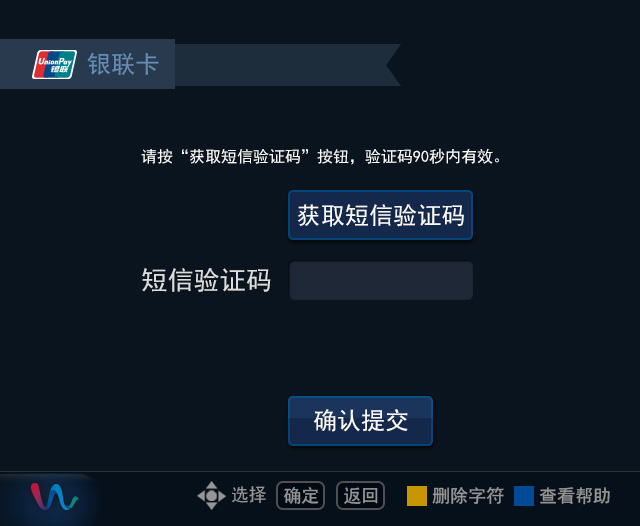 UnionPay
银联
银联卡
请按“获取短信验证码”按钮，验证码90秒内有效。
获取短信验证码
短信验证码
确认提交
选择 确定 返回 删除字符 查看帮助